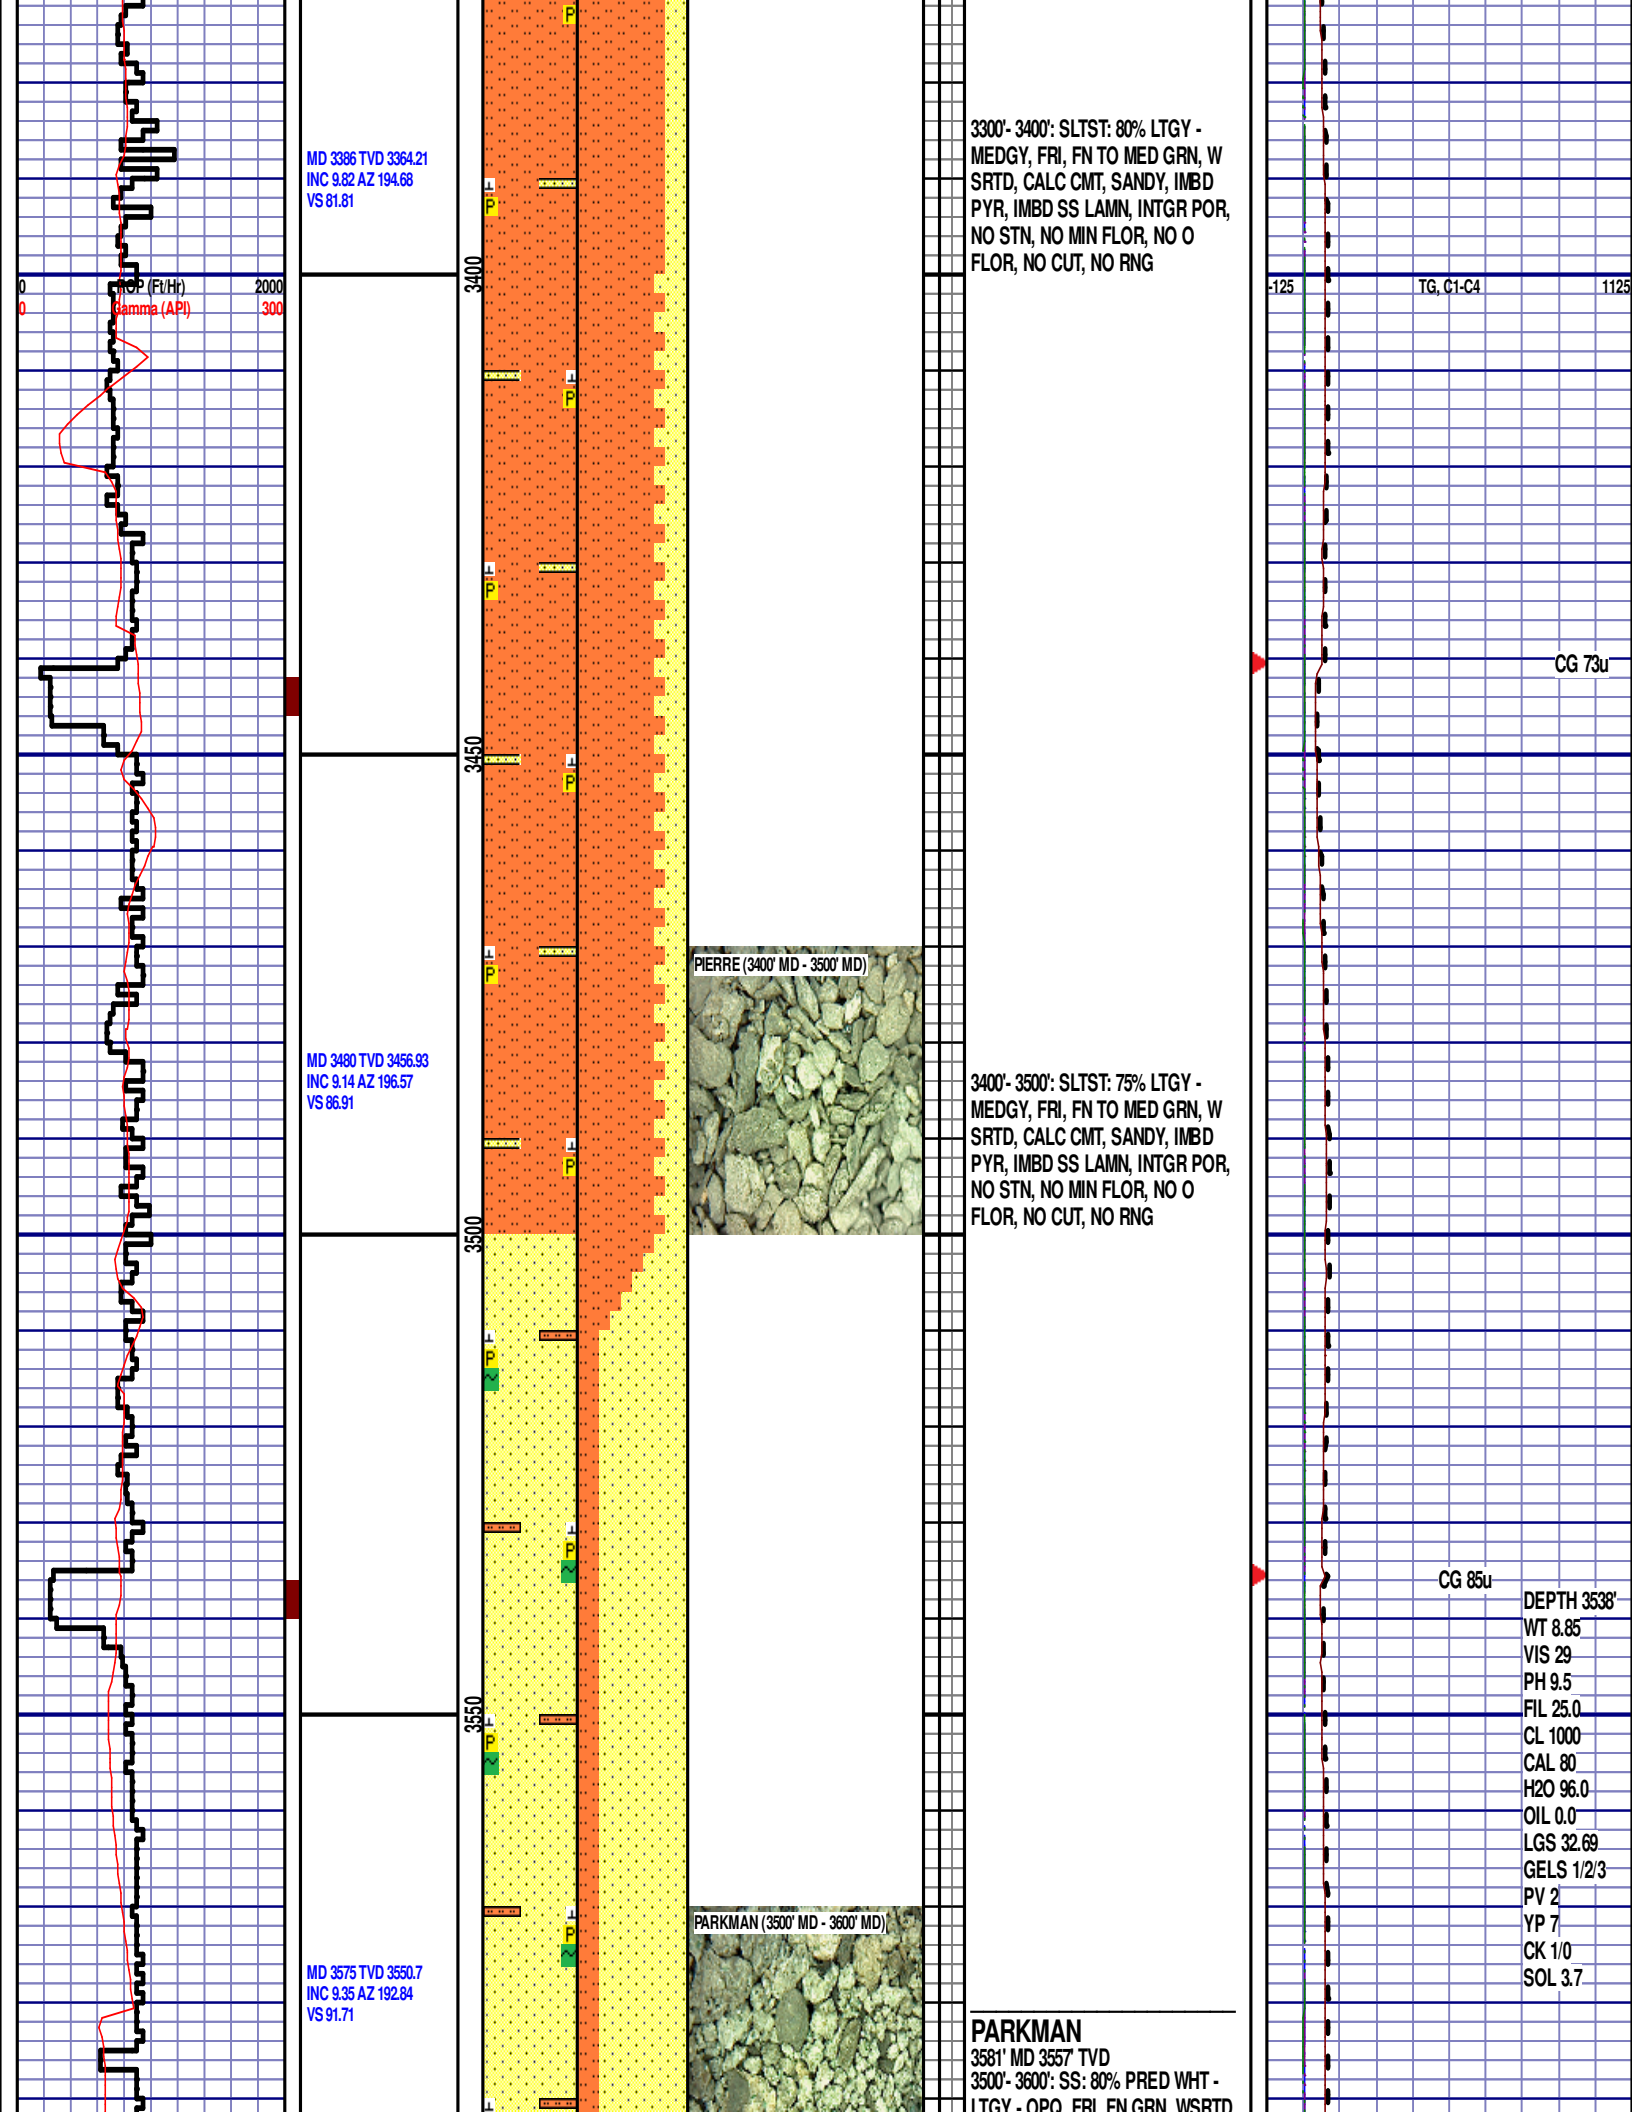 P
3300'- 3400': SLTST: 80% LTGY -
MEDGY, FRI, FN TO MED GRN, W
SRTD, CALC CMT, SANDY, IMBD
PYR, IMBD SS LAMN, INTGR POR,
NO STN, NO MIN FLOR, NO O
FLOR, NO CUT, NO RNG
MD 3386 TVD 3364.21
INC 9.82 AZ 194.68
VS 81.81
P
3400
0 ROP (Ft/Hr) 2000
0 Gamma (API) 300
-125 TG, C1-C4 1125
P
P
CG 73u
3450
P
PIERRE (3400' MD - 3500' MD)
P
MD 3480 TVD 3456.93
INC 9.14 AZ 196.57
VS 86.91
3400'- 3500': SLTST: 75% LTGY -
MEDGY, FRI, FN TO MED GRN, W
SRTD, CALC CMT, SANDY, IMBD
PYR, IMBD SS LAMN, INTGR POR,
NO STN, NO MIN FLOR, NO O
FLOR, NO CUT, NO RNG
P
3500
P
P
CG 85u
DEPTH 3538'
WT 8.85
VIS 29
PH 9.5
FIL 25.0
CL 1000
CAL 80
H2O 96.0
OIL 0.0
LGS 32.69
GELS 1/2/3
PV 2
YP 7
CK 1/0
SOL 3.7
3550
P
PARKMAN (3500' MD - 3600' MD)
P
MD 3575 TVD 3550.7
INC 9.35 AZ 192.84
VS 91.71
PARKMAN
3581' MD 3557' TVD
3500'- 3600': SS: 80% PRED WHT -
LTGY - OPQ, FRI, FN GRN, WSRTD,